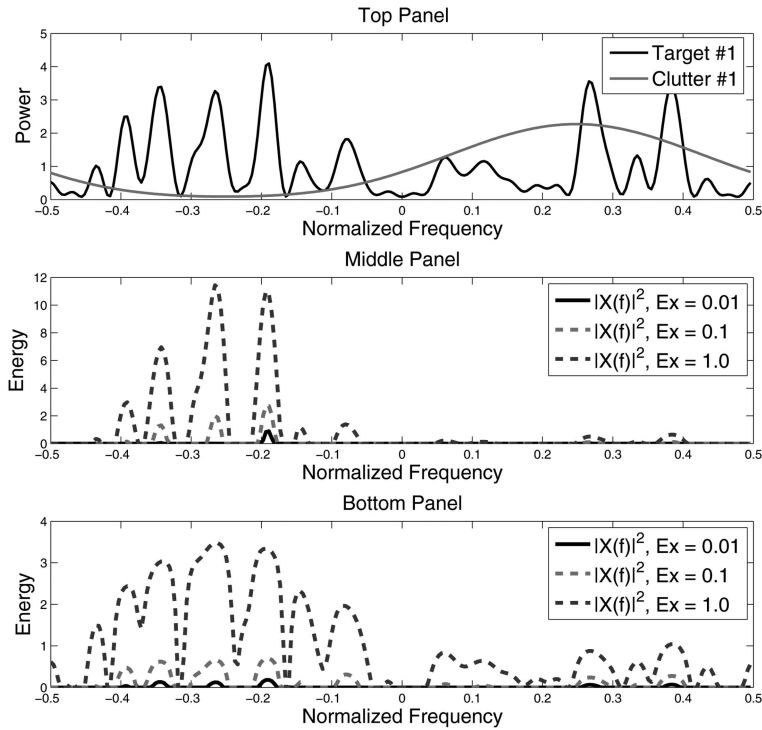 Top Panel
Power
5
4
3
2
1
0
Target #1
Clutter #1
−0.5 −0.4 −0.3 −0.2 −0.1 0 0.1 0.2 0.3 0.4 0.5
Normalized Frequency
Middle Panel
Energy
12
10
8
6
4
2
0
|X(f)|², Ex = 0.01
|X(f)|², Ex = 0.1
|X(f)|², Ex = 1.0
−0.5 −0.4 −0.3 −0.2 −0.1 0 0.1 0.2 0.3 0.4 0.5
Normalized Frequency
Bottom Panel
Energy
4
3
2
1
0
|X(f)|², Ex = 0.01
|X(f)|², Ex = 0.1
|X(f)|², Ex = 1.0
−0.5 −0.4 −0.3 −0.2 −0.1 0 0.1 0.2 0.3 0.4 0.5
Normalized Frequency